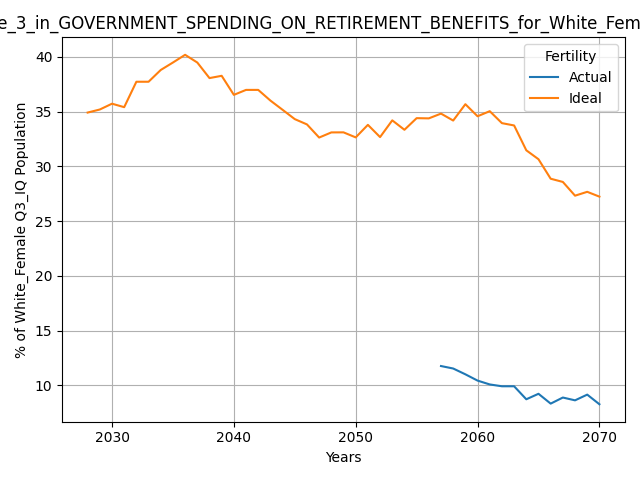 e_3_in_GOVERNMENT_SPENDING_ON_RETIREMENT_BENEFITS_for_White_Fem
Fertility
Actual
Ideal
% of White_Female Q3_IQ Population
40
35
30
25
20
15
10
2030
2040
2050
2060
2070
Years